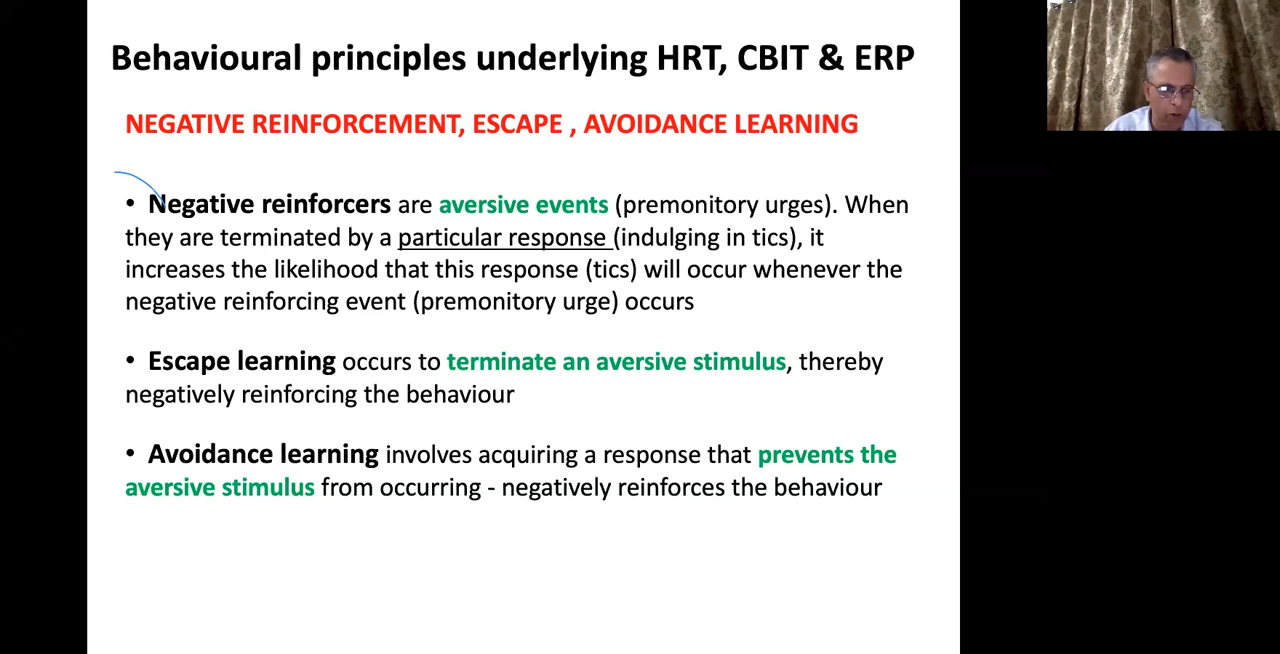 Behavioural principles underlying HRT, CBIT & ERP
NEGATIVE REINFORCEMENT, ESCAPE , AVOIDANCE LEARNING
• Negative reinforcers are aversive events (premonitory urges). When
they are terminated by a particular response (indulging in tics), it
increases the likelihood that this response (tics) will occur whenever the
negative reinforcing event (premonitory urge) occurs
• Escape learning occurs to terminate an aversive stimulus, thereby
negatively reinforcing the behaviour
• Avoidance learning involves acquiring a response that prevents the
aversive stimulus from occurring - negatively reinforces the behaviour